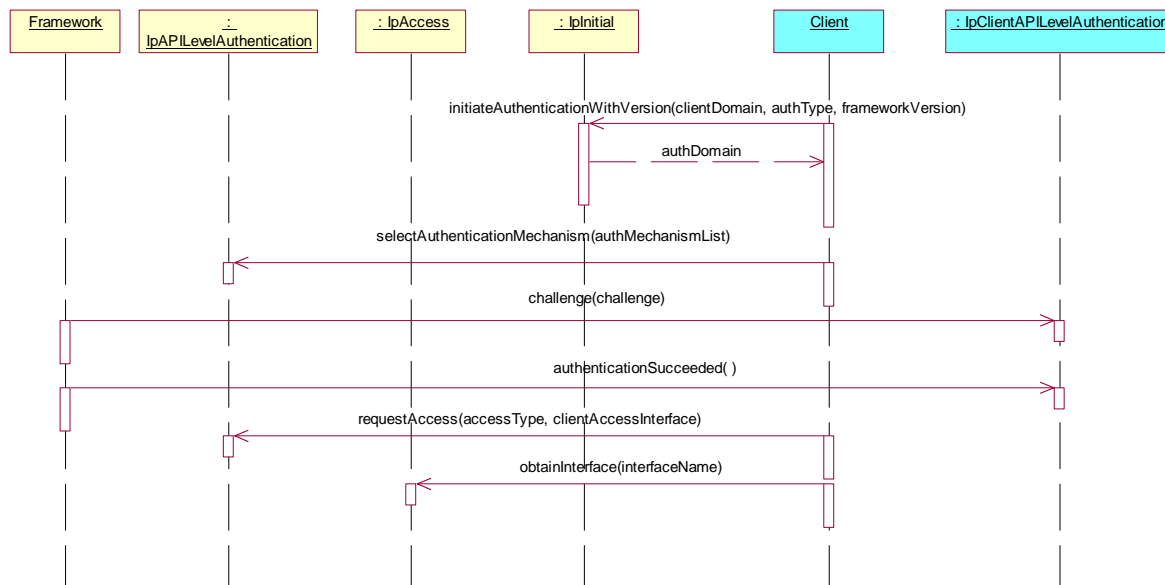 Framework
:
IpAPILevelAuthentication
: IpAccess
: IpInitial
Client
: IpClientAPILevelAuthentication
initiateAuthenticationWithVersion(clientDomain, authType, frameworkVersion)
authDomain
selectAuthenticationMechanism(authMechanismList)
challenge(challenge)
authenticationSucceeded( )
requestAccess(accessType, clientAccessInterface)
obtainInterface(interfaceName)